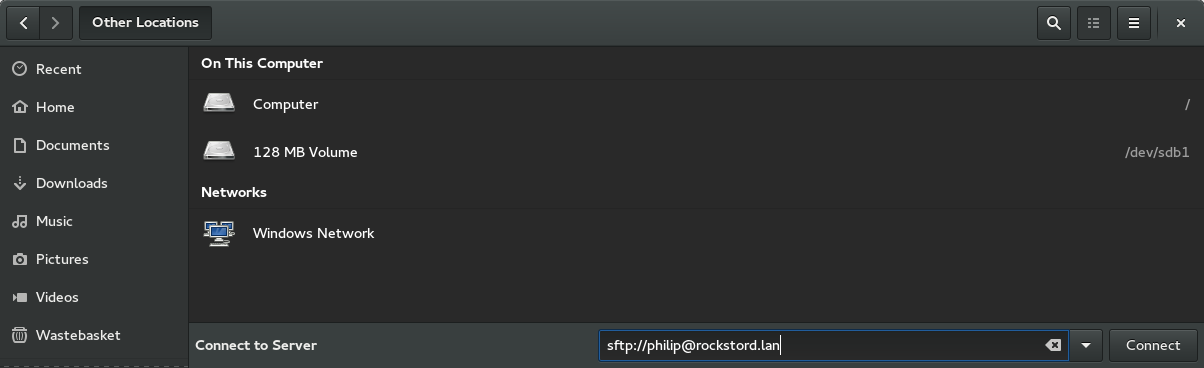 Other Locations
Recent
Home
Documents
Downloads
Music
Pictures
Videos
Wastebasket
On This Computer
Computer /
128 MB Volume /dev/sdb1
Networks
Windows Network
Connect to Server sftp://philip@rockstord.lan Connect